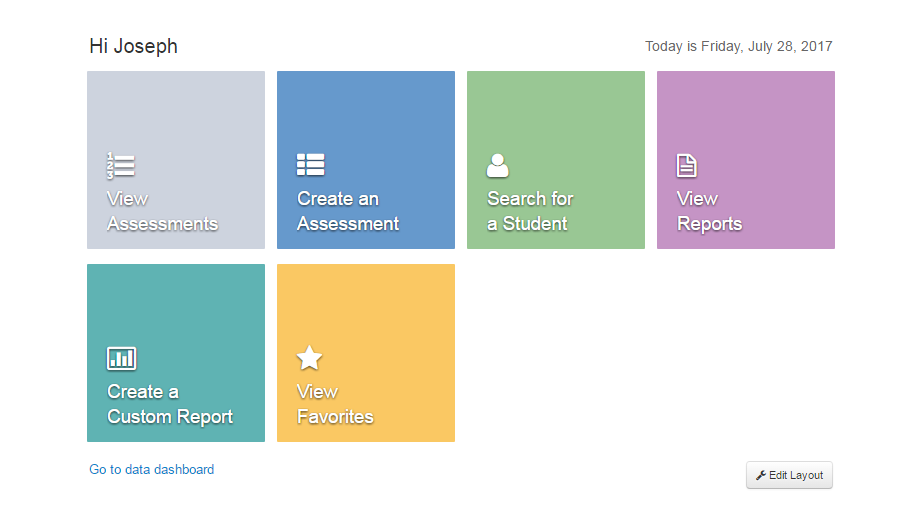 Hi Joseph
Today is Friday, July 28, 2017
View
Assessments
Create an
Assessment
Search for
a Student
View
Reports
Create a
Custom Report
View
Favorites
Go to data dashboard
Edit Layout